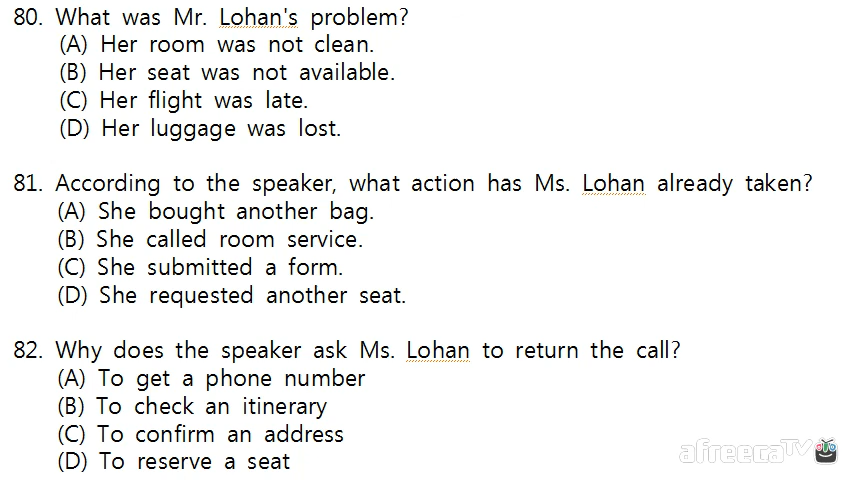 80. What was Mr. Lohan's problem?
(A) Her room was not clean.
(B) Her seat was not available.
(C) Her flight was late.
(D) Her luggage was lost.
81. According to the speaker, what action has Ms. Lohan already taken?
(A) She bought another bag.
(B) She called room service.
(C) She submitted a form.
(D) She requested another seat.
82. Why does the speaker ask Ms. Lohan to return the call?
(A) To get a phone number
(B) To check an itinerary
(C) To confirm an address
(D) To reserve a seat
afreecaTV